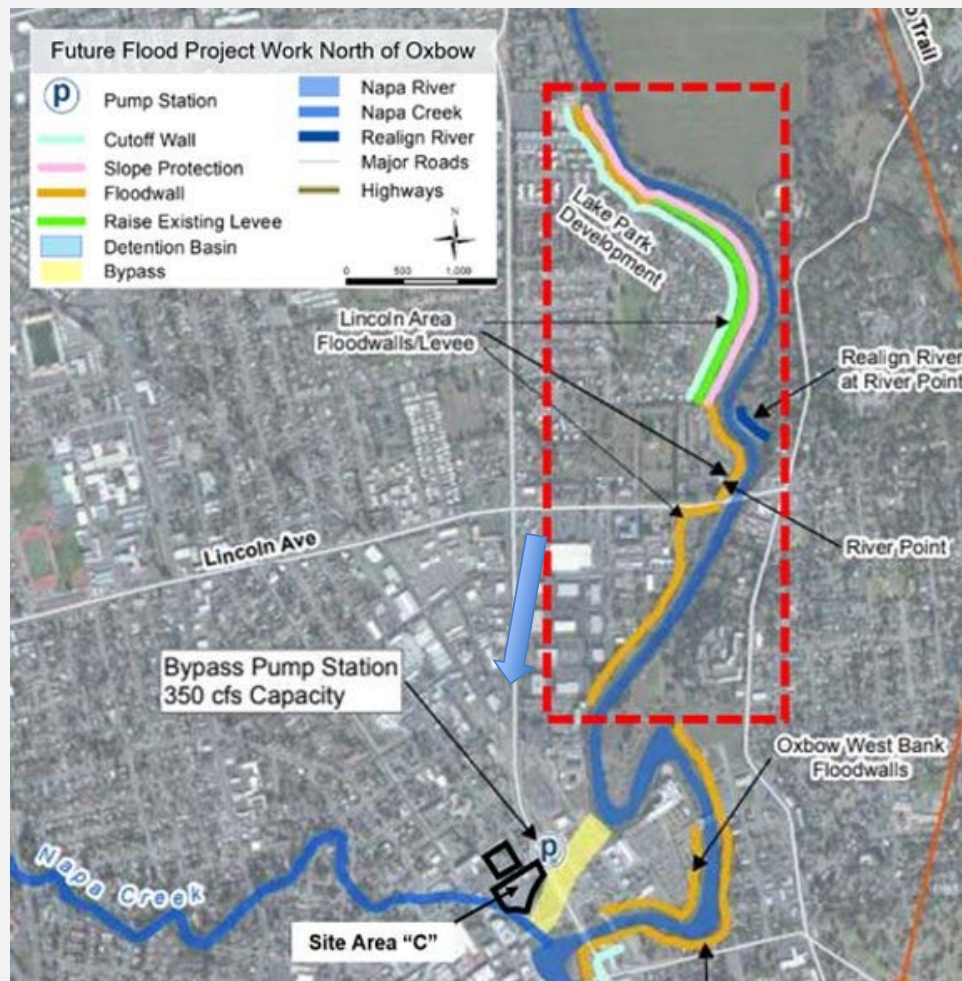 Future Flood Project Work North of Oxbow
p
Pump Station
Cutoff Wall
Slope Protection
Floodwall
Raise Existing Levee
Detention Basin
Bypass
Napa River
Napa Creek
Realign River
Major Roads
Highways
N
0 500 1,000
Trail
Lake Park
Development
Lincoln Area
Floodwalls/Levee
Realign River
at River Point
River Point
Lincoln Ave
Bypass Pump Station
350 cfs Capacity
Oxbow West Bank
Floodwalls
p
Napa Creek
Site Area "C"